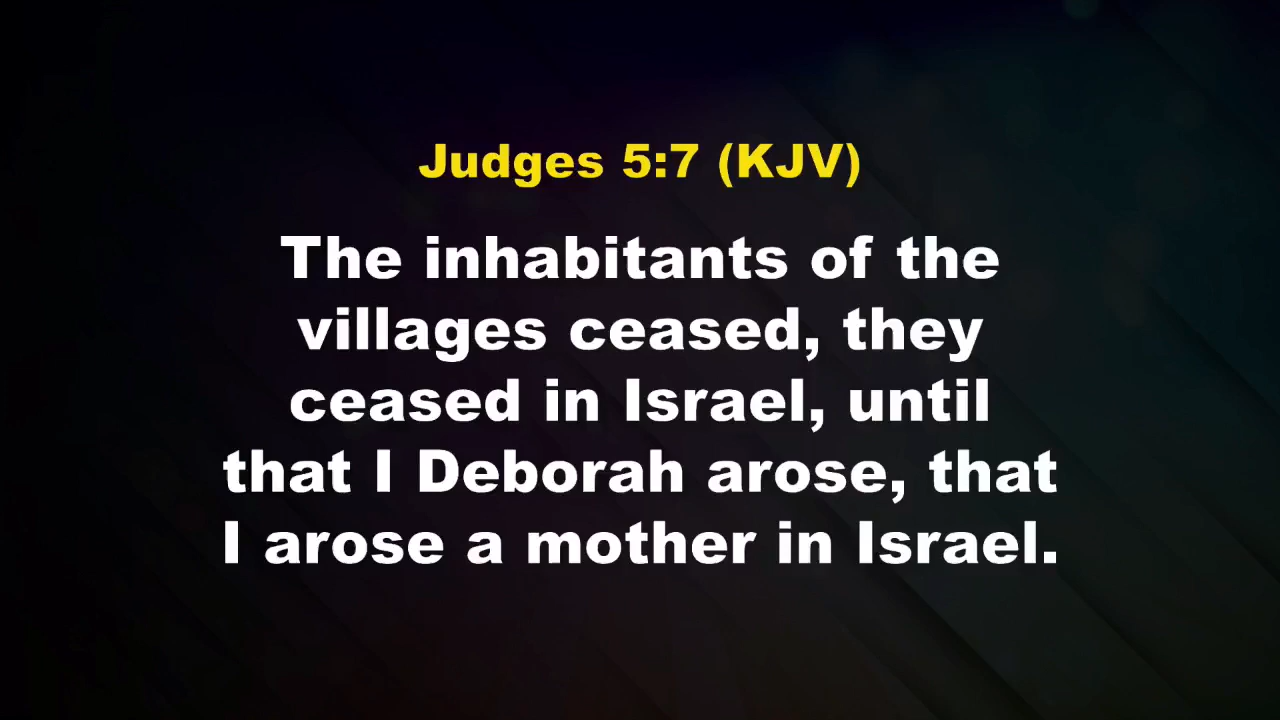 Judges 5:7 (KJV)
The inhabitants of the
villages ceased, they
ceased in Israel, until
that I Deborah arose, that
I arose a mother in Israel.